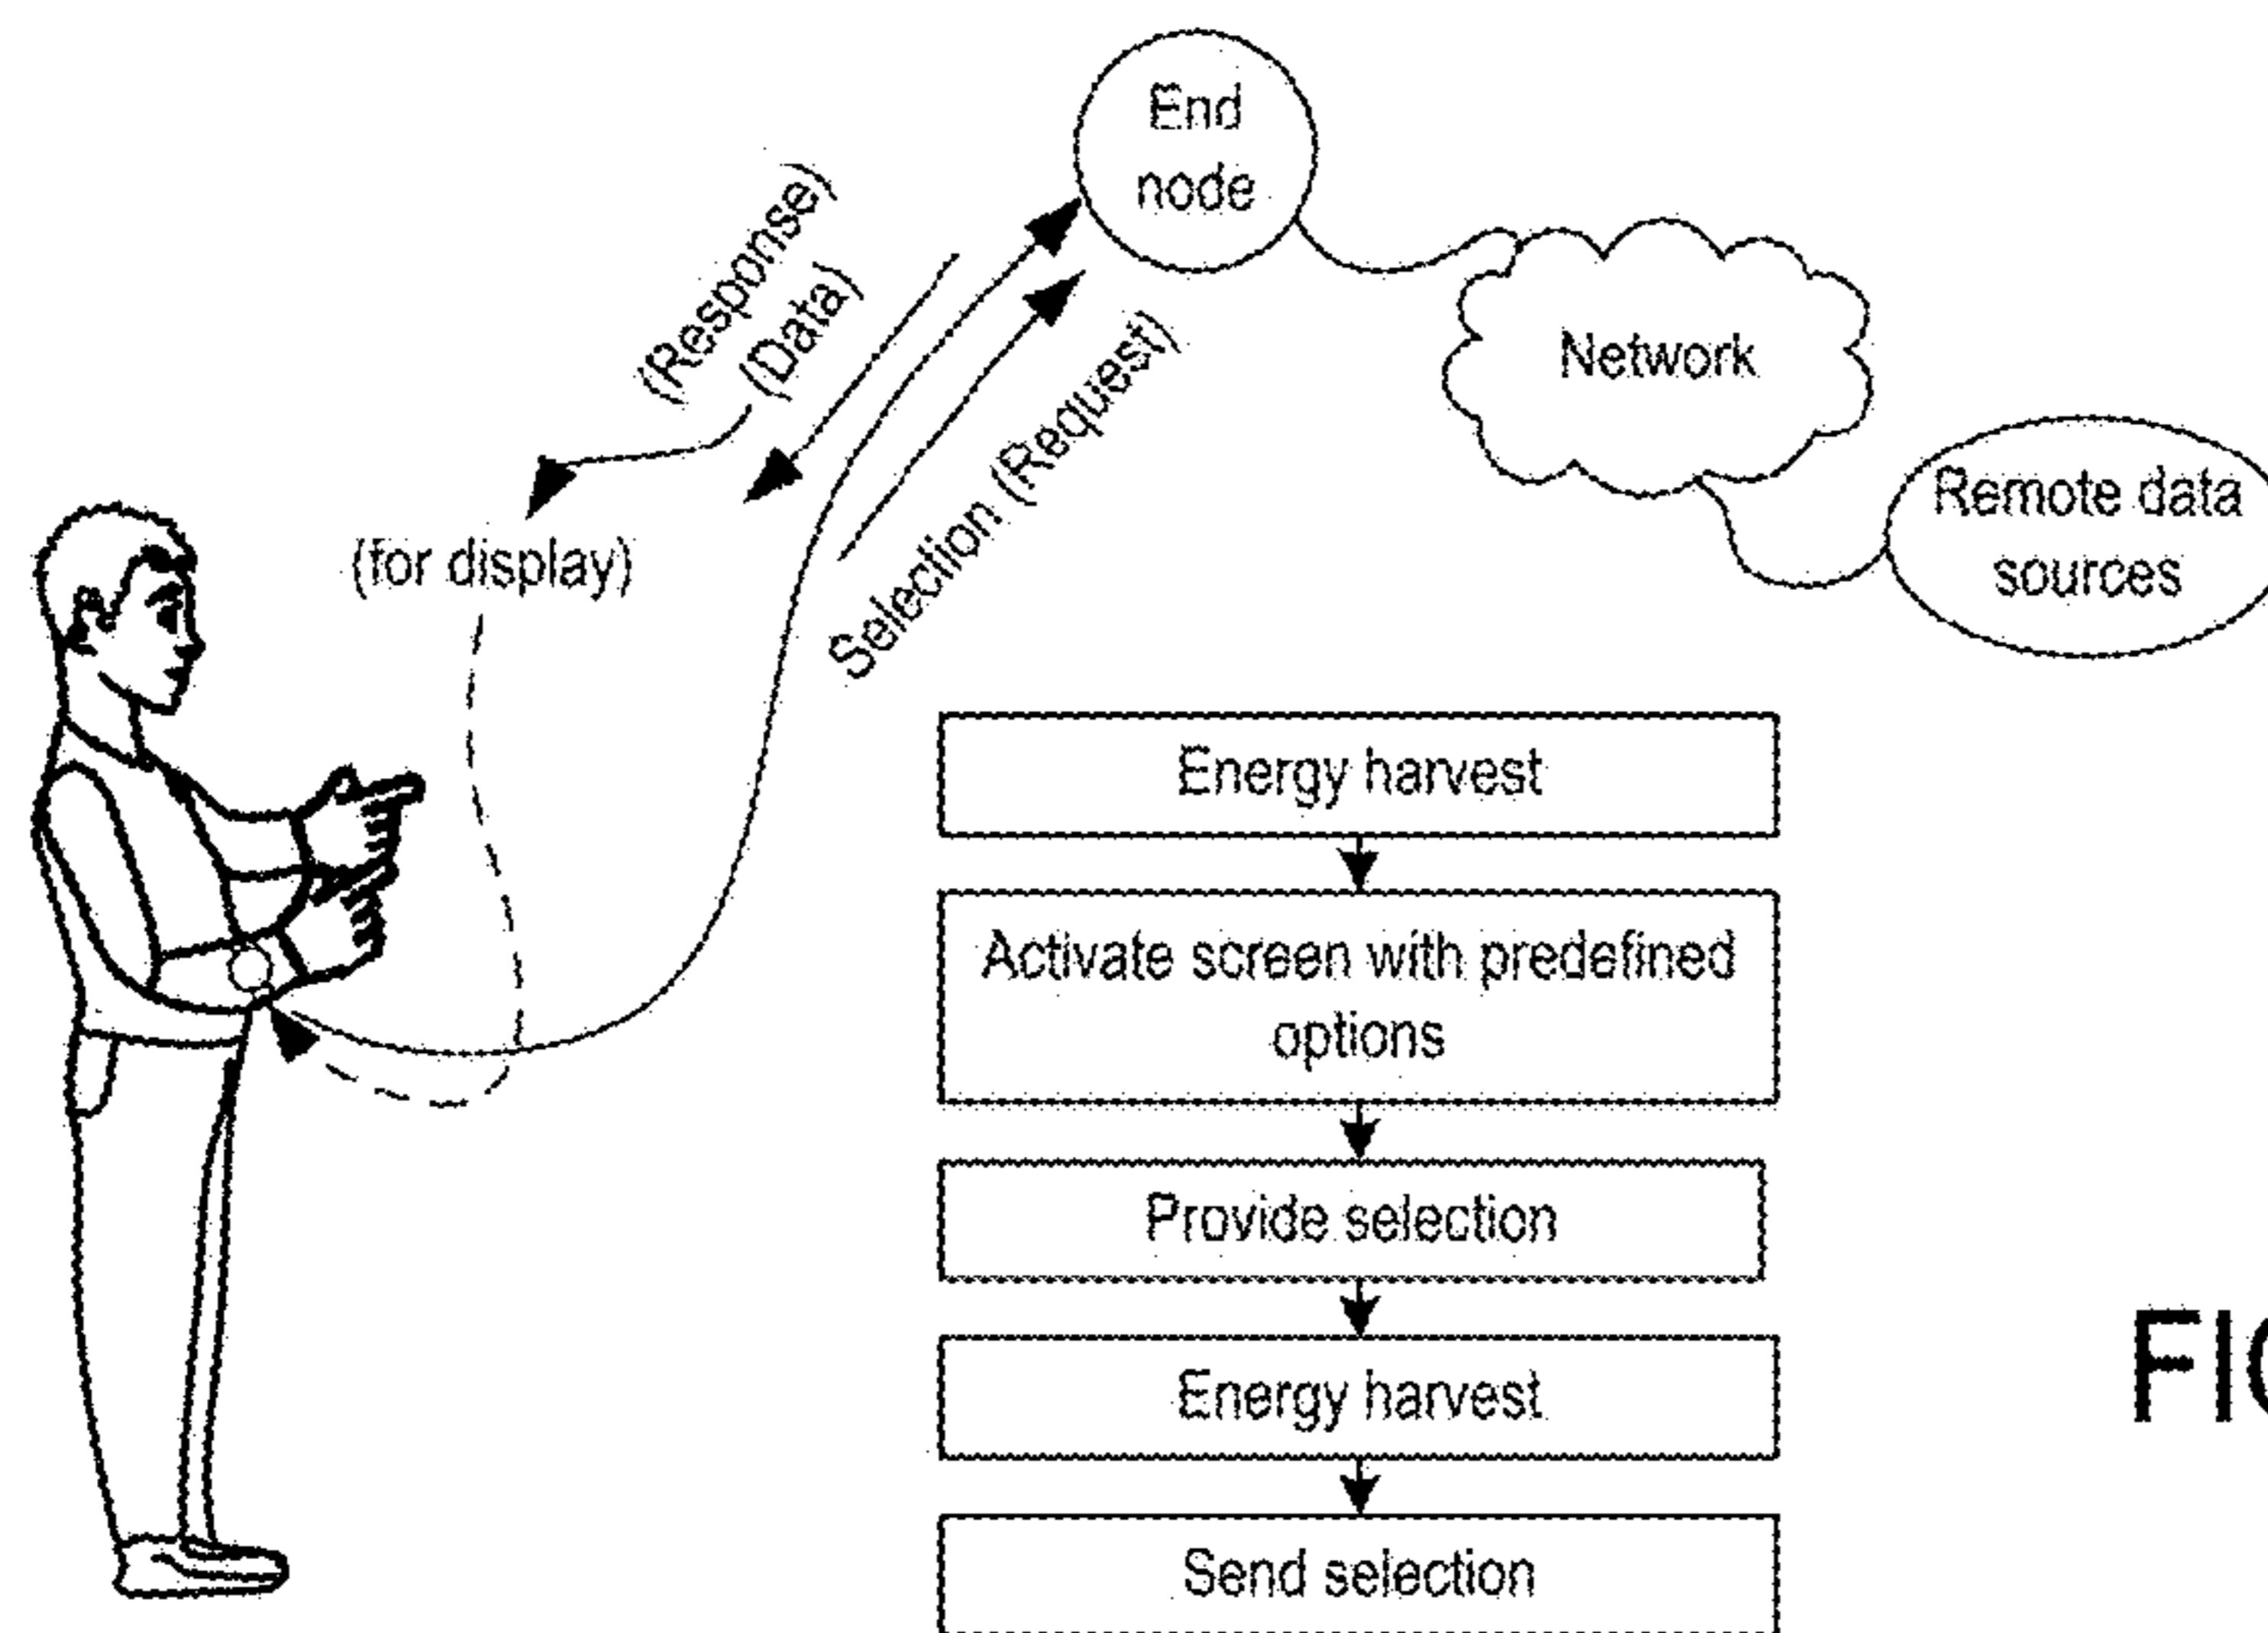 End
node
(Response)
(Data)
Selection (Request)
(for display)
Network
Remote data
sources
Energy harvest
Activate screen with predefined
options
Provide selection
Energy harvest
Send selection
FIG